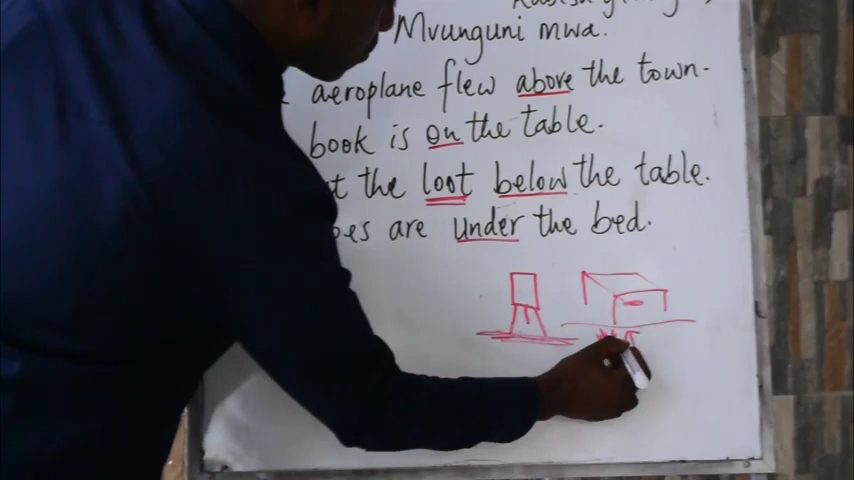 Mvunguni mwa.
aeroplane flew above the town.
book is on the table.
the loot below the table.
are under the bed.